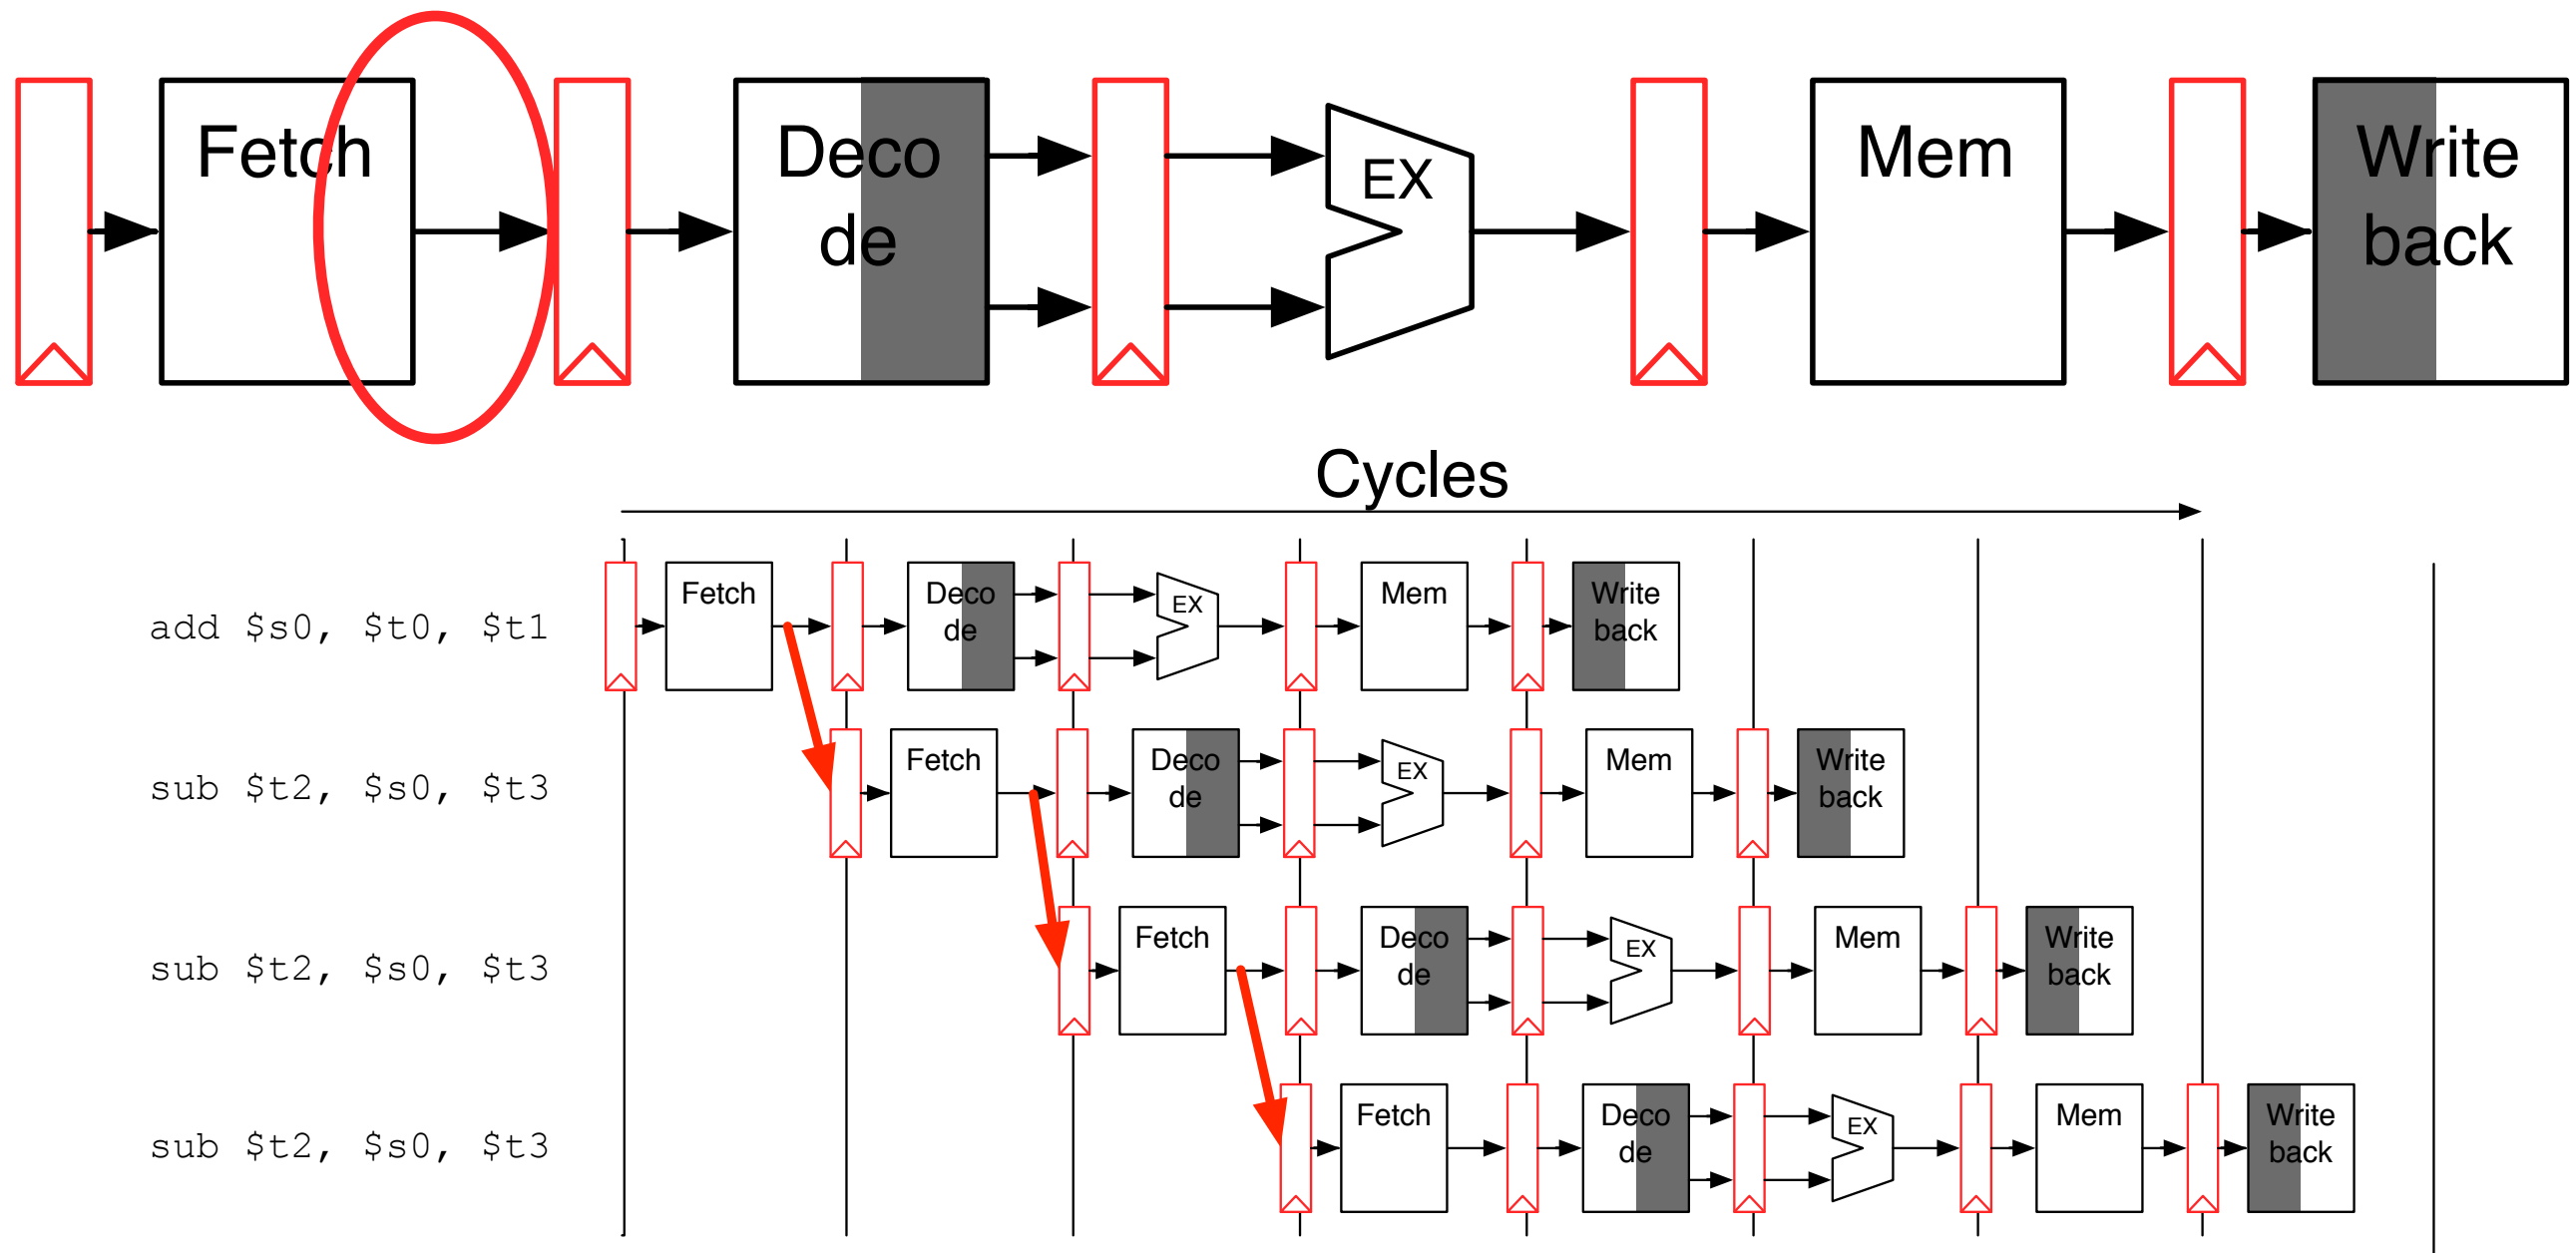 Fetch
Deco
de
EX
Mem
Write
back
Cycles
add $s0, $t0, $t1
Fetch
Deco
de
EX
Mem
Write
back
sub $t2, $s0, $t3
Fetch
Deco
de
EX
Mem
Write
back
sub $t2, $s0, $t3
Fetch
Deco
de
EX
Mem
Write
back
sub $t2, $s0, $t3
Fetch
Deco
de
EX
Mem
Write
back